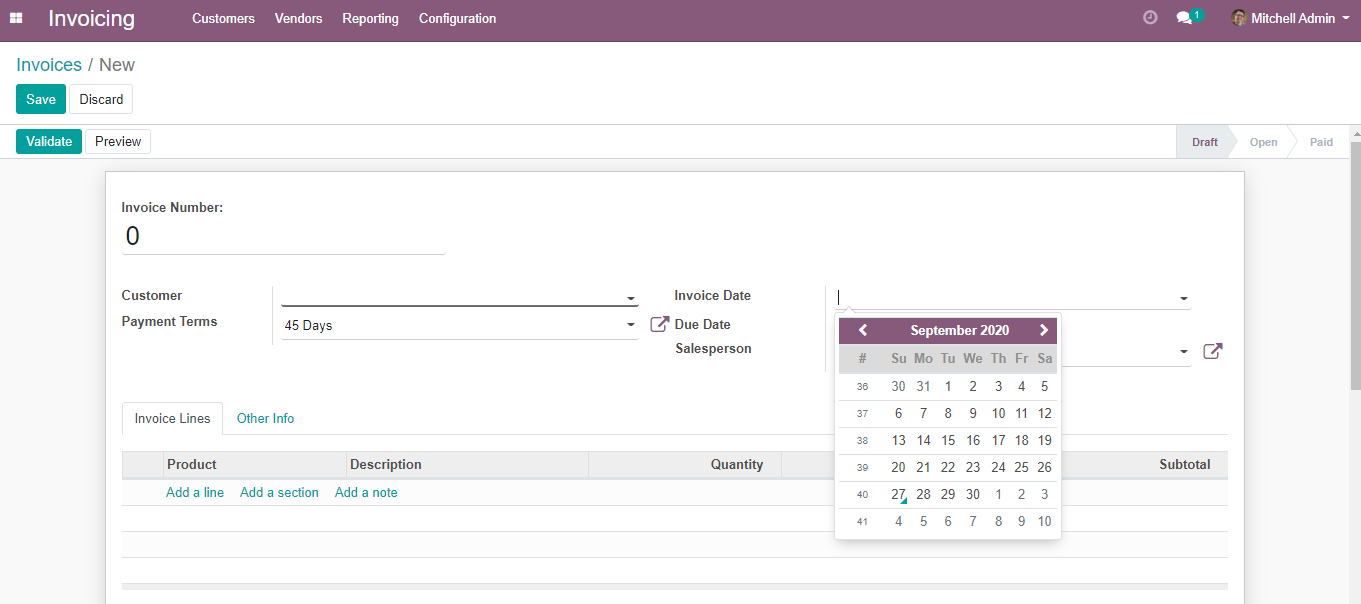 Invoicing Customers Vendors Reporting Configuration 1 Mitchell Admin
Invoices / New
Save Discard
Validate Preview Draft Open Paid
Invoice Number:
0
Customer Invoice Date
Payment Terms 45 Days Due Date
Salesperson
September 2020
# Su Mo Tu We Th Fr Sa
36 30 31 1 2 3 4 5
37 6 7 8 9 10 11 12
38 13 14 15 16 17 18 19
39 20 21 22 23 24 25 26
40 27 28 29 30 1 2 3
41 4 5 6 7 8 9 10
Invoice Lines Other Info
Product Description Quantity Subtotal
Add a line Add a section Add a note